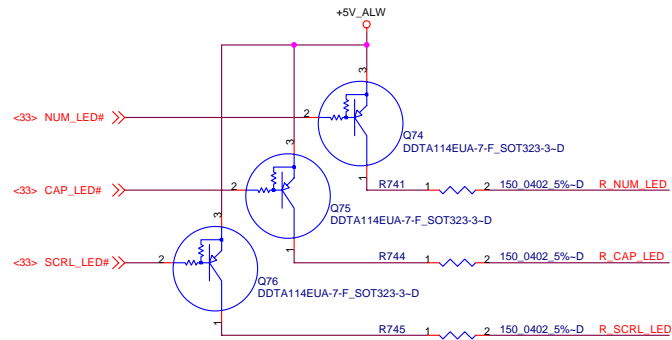 +5V_ALW
3
<33> NUM_LED#
2
Q74
DDTA114EUA-7-F_SOT323-3~D
3
1
R741
1
2
150_0402_5%~D
R_NUM_LED
<33> CAP_LED#
2
Q75
DDTA114EUA-7-F_SOT323-3~D
3
1
R744
1
2
150_0402_5%~D
R_CAP_LED
<33> SCRL_LED#
2
Q76
DDTA114EUA-7-F_SOT323-3~D
1
R745
1
2
150_0402_5%~D
R_SCRL_LED